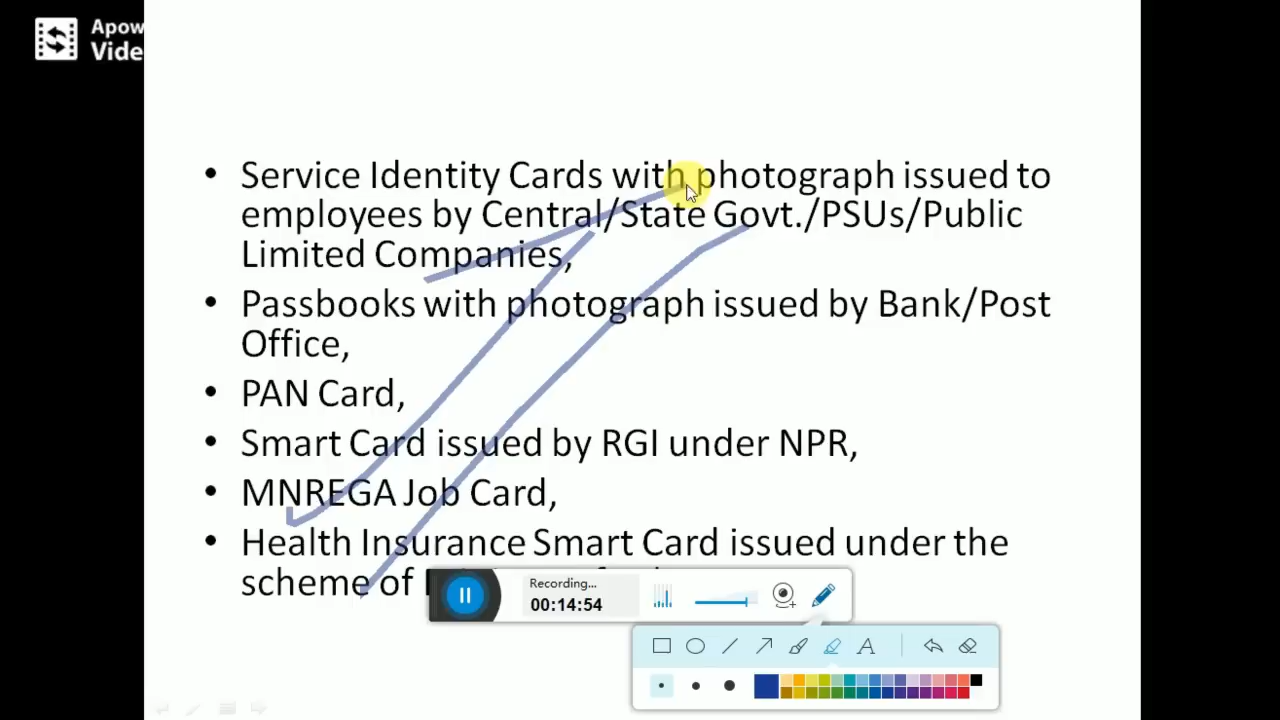 Apow
Vide
• Service Identity Cards with photograph issued to
employees by Central/State Govt./PSUs/Public
Limited Companies,
• Passbooks with photograph issued by Bank/Post
Office,
• PAN Card,
• Smart Card issued by RGI under NPR,
• MNREGA Job Card,
• Health Insurance Smart Card issued under the
scheme of
Recording...
00:14:54
A